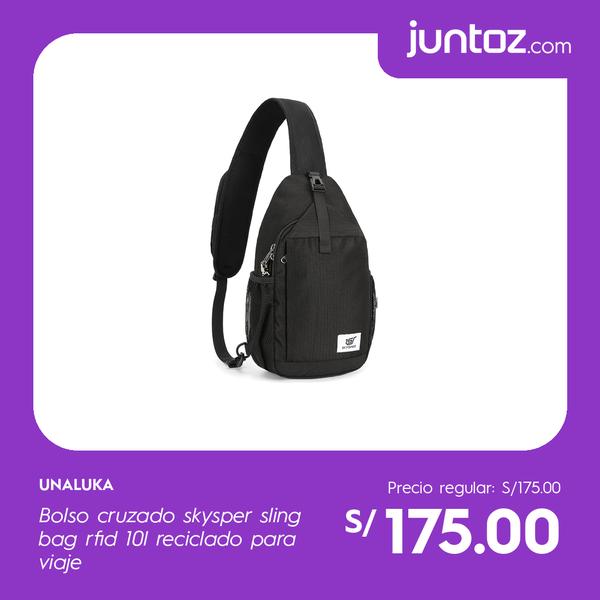 juntoz.com
SKYSPER
UNALUKA
Bolso cruzado skysper sling
bag rfid 10l reciclado para
viaje
Precio regular: S/175.00
S/ 175.00